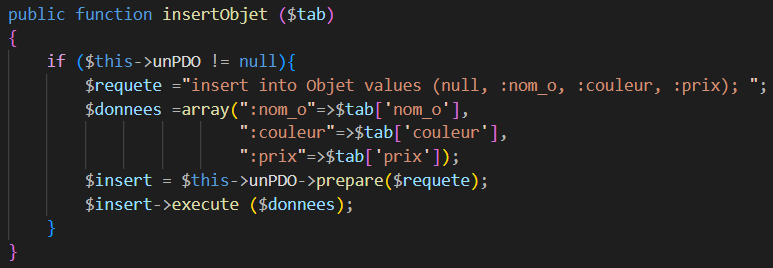 public function insertObjet ($tab)
{
if ($this->unPDO != null){
$requete ="insert into Objet values (null, :nom_o, :couleur, :prix); ";
$donnees =array(":nom_o"=>$tab['nom_o'],
":couleur"=>$tab['couleur'],
":prix"=>$tab['prix']);
$insert = $this->unPDO->prepare($requete);
$insert->execute ($donnees);
}
}